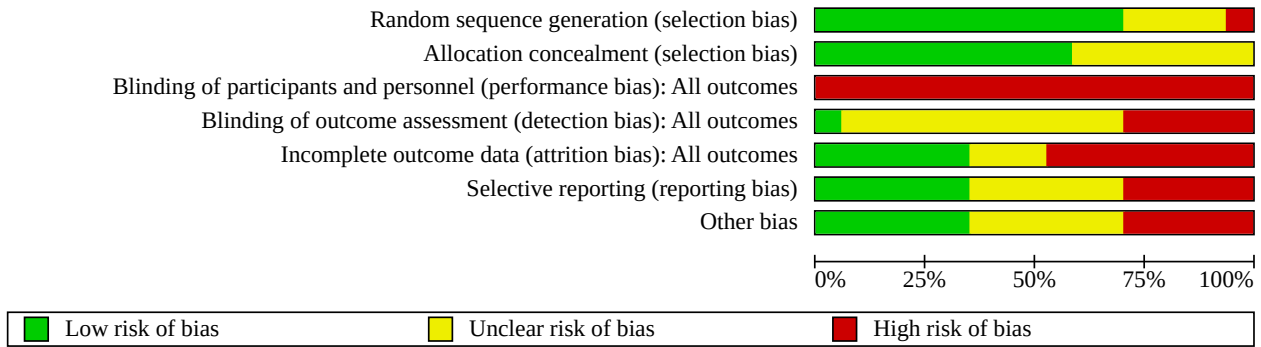 Random sequence generation (selection bias)
Allocation concealment (selection bias)
Blinding of participants and personnel (performance bias): All outcomes
Blinding of outcome assessment (detection bias): All outcomes
Incomplete outcome data (attrition bias): All outcomes
Selective reporting (reporting bias)
Other bias
0% 25% 50% 75% 100%
Low risk of bias Unclear risk of bias High risk of bias